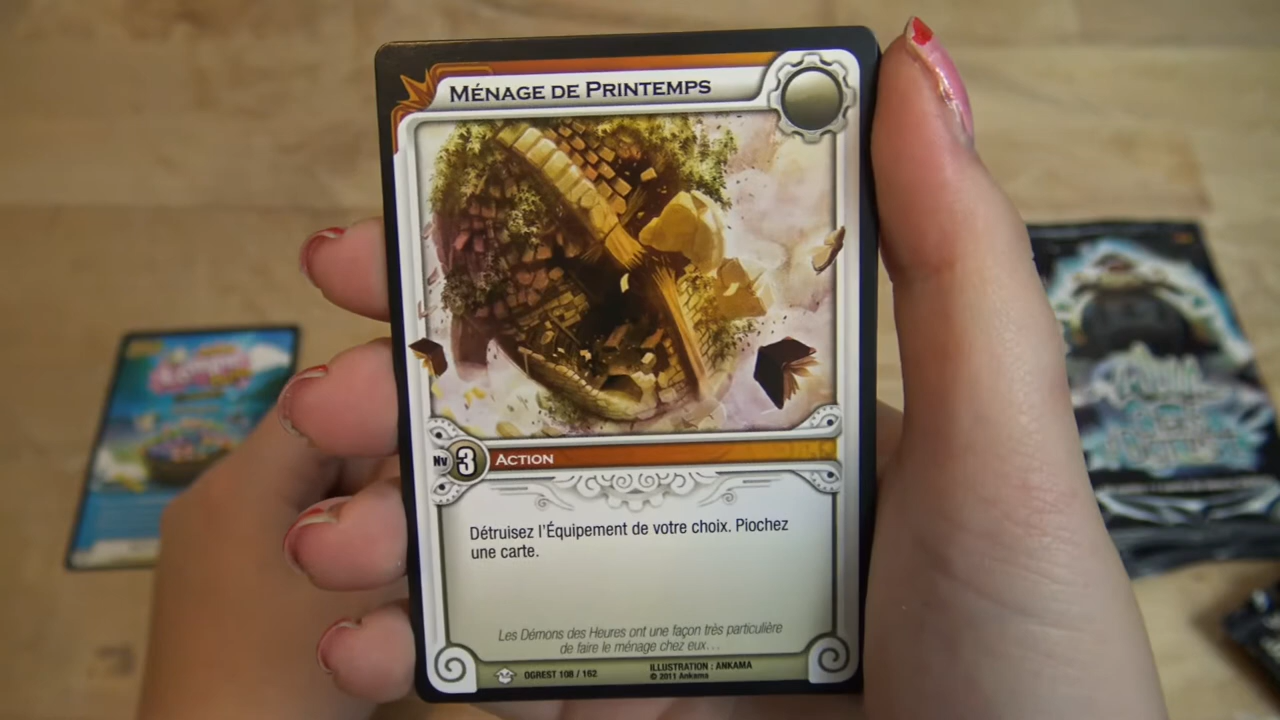 Ménage de Printemps
Nv 3 Action
Détruisez l'Équipement de votre choix. Piochez
une carte.
Les Démons des Heures ont une façon très particulière
de faire le ménage chez eux...
OGREST 108 / 162
ILLUSTRATION : ANKAMA
© 2011 Ankama